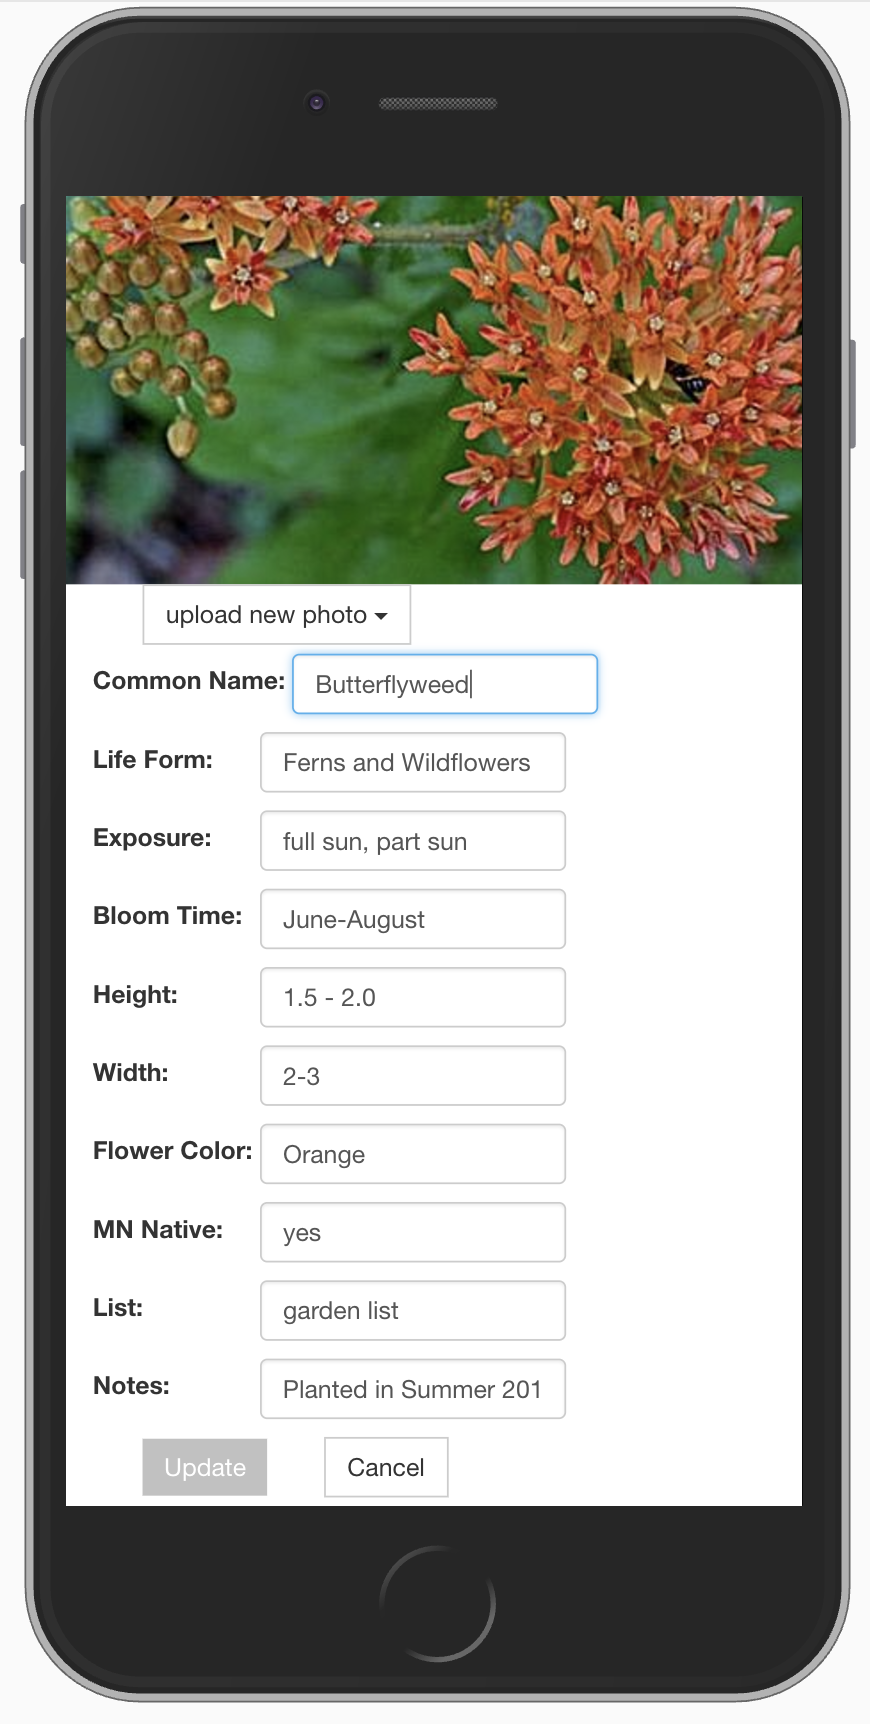 upload new photo
Common Name: Butterflyweed
Life Form: Ferns and Wildflowers
Exposure: full sun, part sun
Bloom Time: June-August
Height: 1.5 - 2.0
Width: 2-3
Flower Color: Orange
MN Native: yes
List: garden list
Notes: Planted in Summer 201
Update Cancel